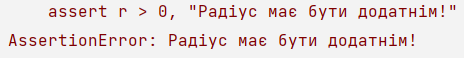 assert r > 0, "Радіус має бути додатнім!"
AssertionError: Радіус має бути додатнім!